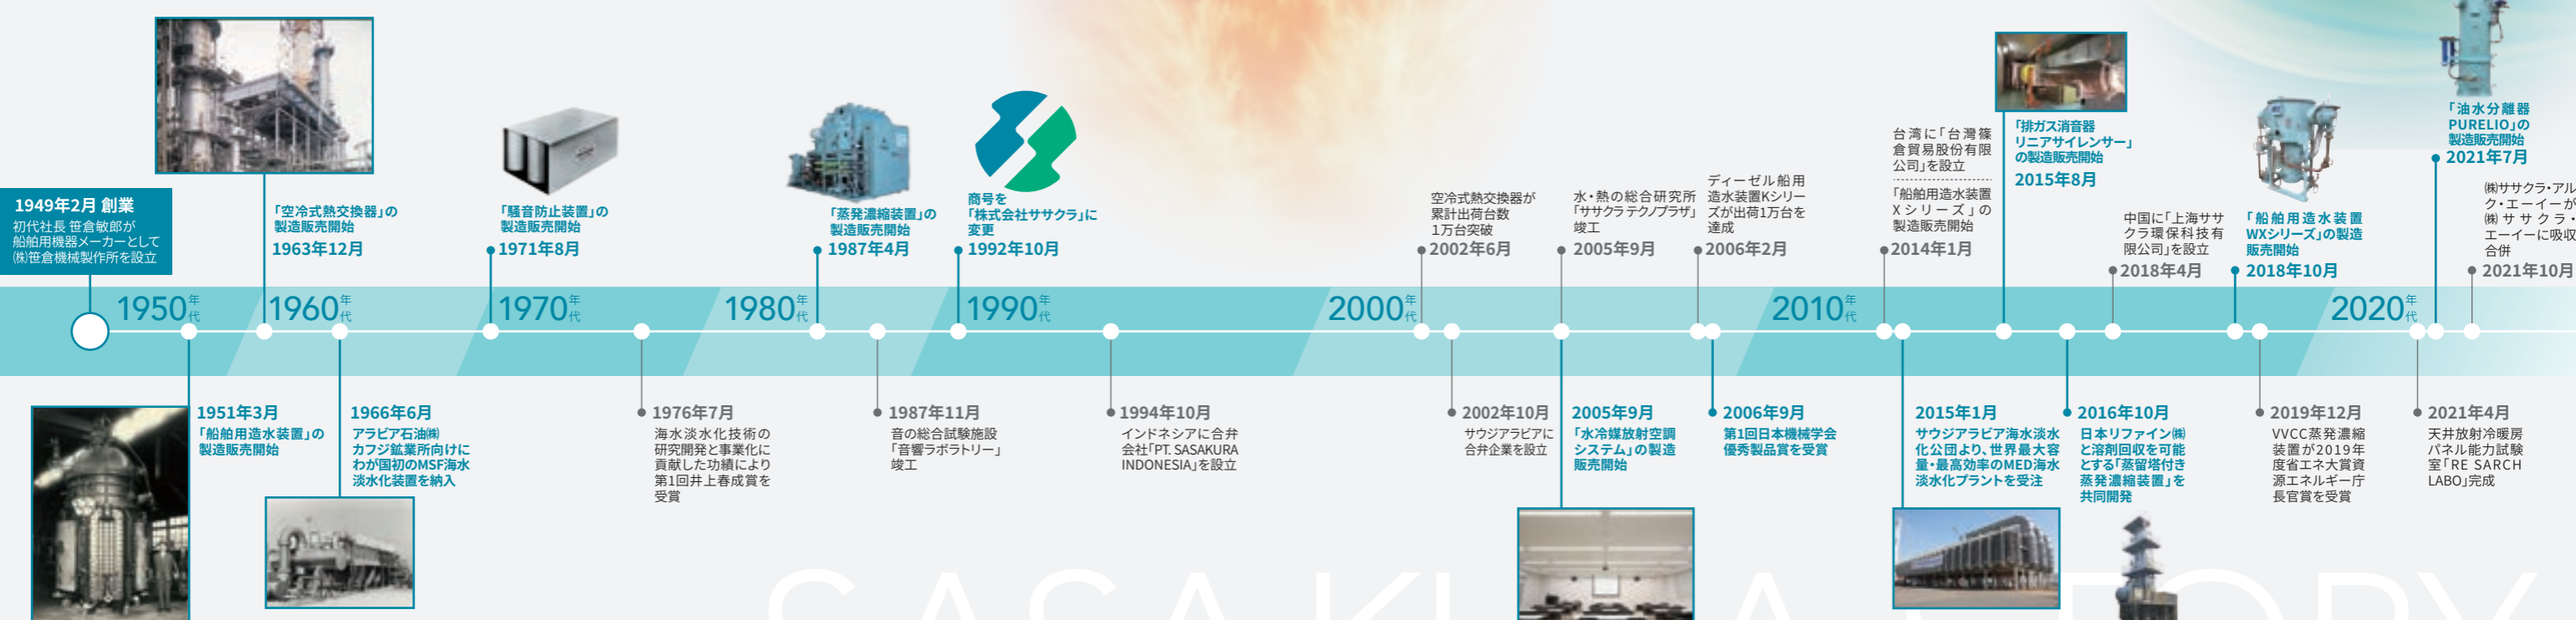 1949年2月 創業
初代社長 笹倉敏郎が
船舶用機器メーカーとして
㈱笹倉機械製作所を設立
1950年代
1951年3月
「船舶用造水装置」の
製造販売開始
「空冷式熱交換器」の
製造販売開始
1963年12月
1960年代
1966年6月
アラビア石油㈱
カフジ鉱業所向けに
わが国初のMSF海水
淡水化装置を納入
「騒音防止装置」の
製造販売開始
1971年8月
1970年代
1976年7月
海水淡水化技術の
研究開発と事業化に
貢献した功績により
第1回井上春成賞を
受賞
1980年代
「蒸発濃縮装置」の
製造販売開始
1987年4月
1987年11月
音の総合試験施設
「音響ラボラトリー」
竣工
商号を
「株式会社ササクラ」に
変更
1992年10月
1990年代
1994年10月
インドネシアに合弁
会社「PT. SASAKURA
INDONESIA」を設立
2000年代
空冷式熱交換器が
累計出荷台数
１万台突破
2002年6月
2002年10月
サウジアラビアに
合弁企業を設立
水・熱の総合研究所
「ササクラ テクノプラザ」
竣工
2005年9月
2005年9月
「水冷媒放射空調
システム」の製造
販売開始
ディーゼル船用
造水装置Kシリー
ズが出荷1万台を
達成
2006年2月
2006年9月
第1回日本機械学会
優秀製品賞を受賞
2010年代
台湾に「台灣篠
倉貿易股份有限
公司」を設立
「船舶用造水装置
Xシリーズ」の
製造販売開始
2014年1月
2015年1月
サウジアラビア海水淡水
化公団より、世界最大容
量・最高効率のMED海水
淡水化プラントを受注
「排ガス消音器
リニアサイレンサー」
の製造販売開始
2015年8月
2016年10月
日本リファイン㈱
と溶剤回収を可能
とする「蒸留塔付き
蒸発濃縮装置」を
共同開発
中国に「上海ササ
クラ環保科技有
限公司」を設立
2018年4月
「船舶用造水装置
WXシリーズ」の製造
販売開始
2018年10月
2019年12月
VVCC蒸発濃縮
装置が2019年
度省エネ大賞資
源エネルギー庁
長官賞を受賞
2020年代
2021年4月
天井放射冷暖房
パネル能力試験
室「RE SARCH
LABO」完成
「油水分離器
PURELIO」の
製造販売開始
2021年7月
㈱ササクラ・アル
ク・エーイーが
㈱ササクラ・
エーイーに吸収
合併
2021年10月